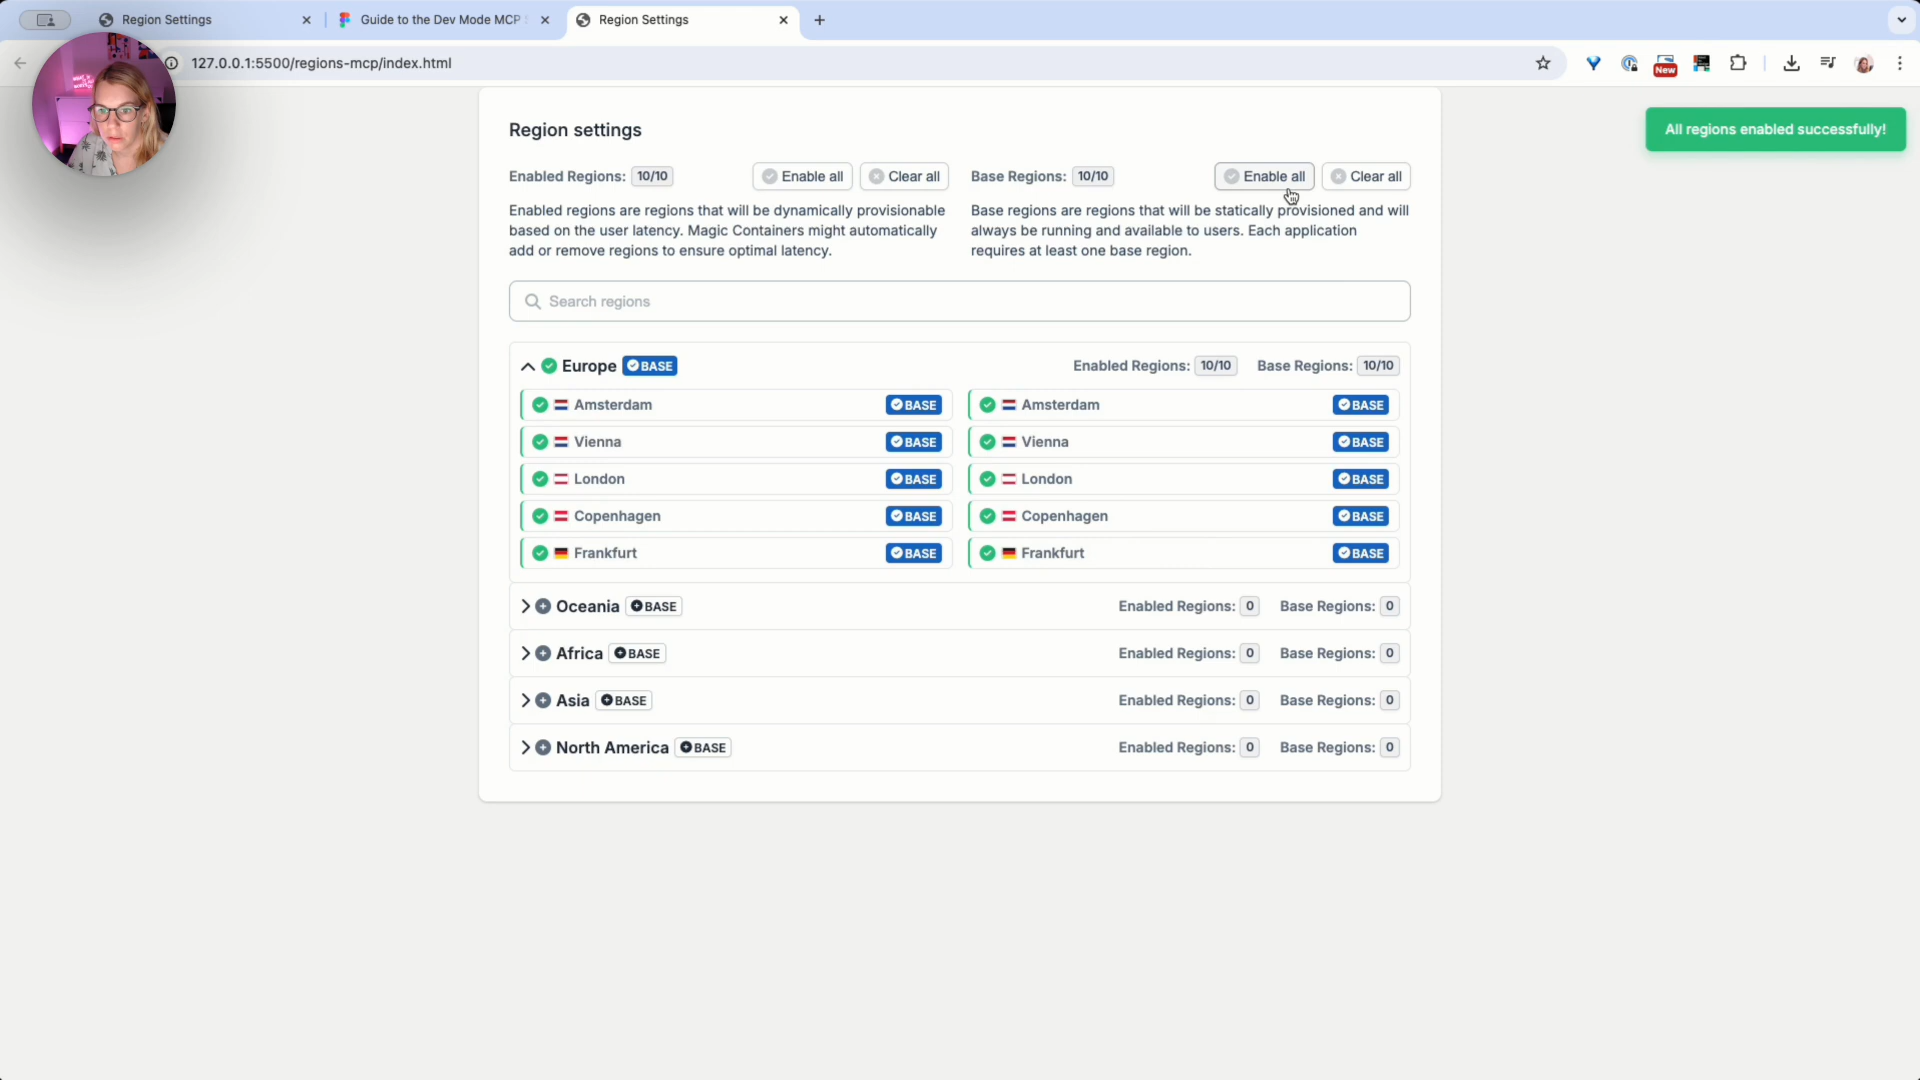 Region Settings
Guide to the Dev Mode MCP
Region Settings
127.0.0.1:5500/regions-mcp/index.html
New
All regions enabled successfully!
Region settings
Enabled Regions: 10/10 Enable all Clear all
Base Regions: 10/10 Enable all Clear all
Enabled regions are regions that will be dynamically provisionable
based on the user latency. Magic Containers might automatically
add or remove regions to ensure optimal latency.
Base regions are regions that will be statically provisioned and will
always be running and available to users. Each application
requires at least one base region.
Search regions
Europe BASE Enabled Regions: 10/10 Base Regions: 10/10
Amsterdam BASE Amsterdam BASE
Vienna BASE Vienna BASE
London BASE London BASE
Copenhagen BASE Copenhagen BASE
Frankfurt BASE Frankfurt BASE
Oceania BASE Enabled Regions: 0 Base Regions: 0
Africa BASE Enabled Regions: 0 Base Regions: 0
Asia BASE Enabled Regions: 0 Base Regions: 0
North America BASE Enabled Regions: 0 Base Regions: 0